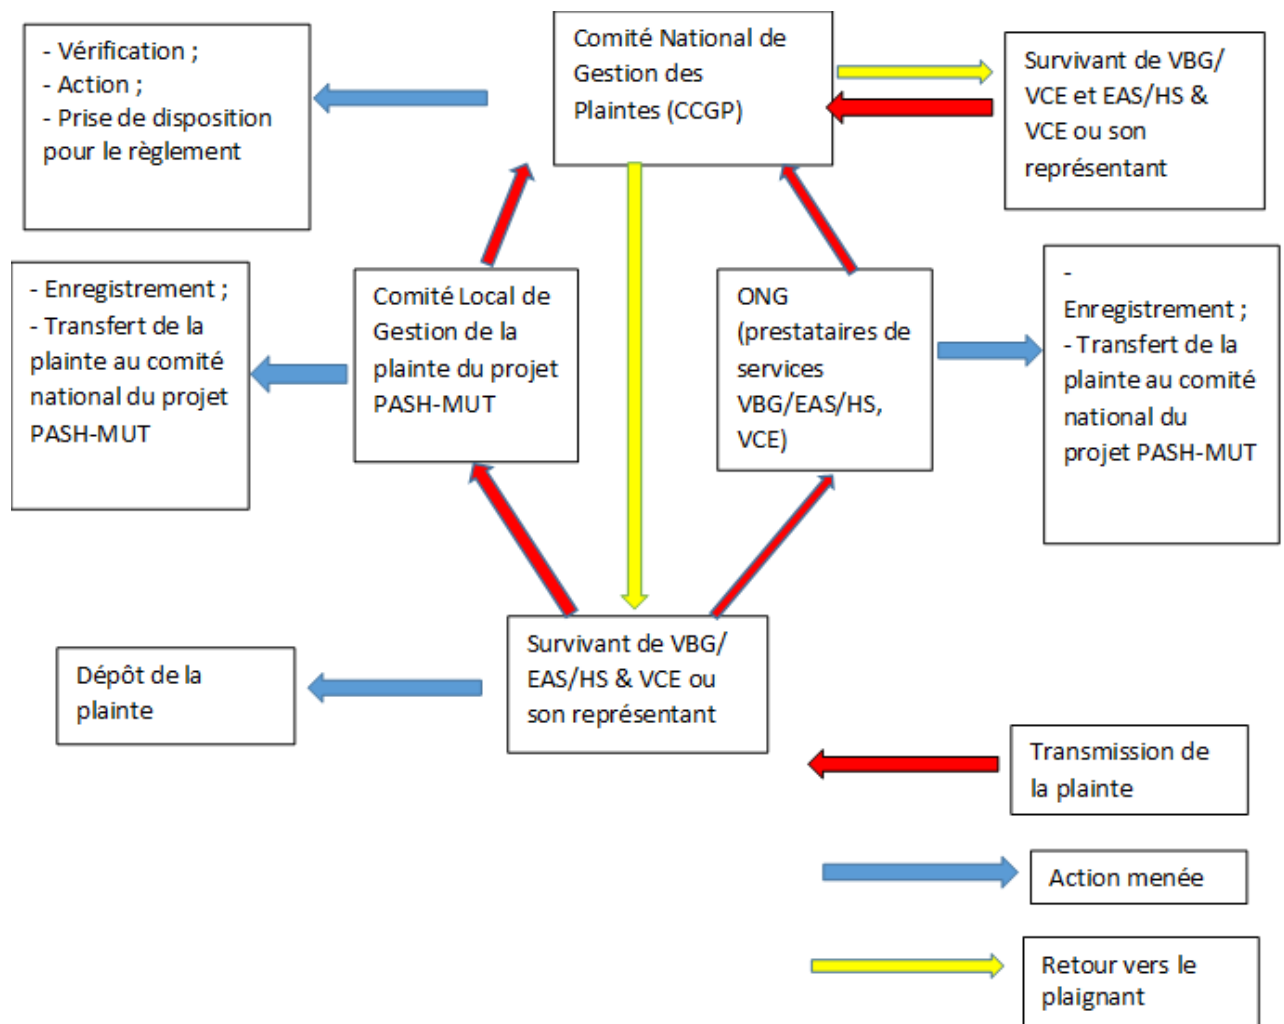 - Vérification ;
- Action ;
- Prise de disposition
pour le règlement
Comité National de
Gestion des
Plaintes (CCGP)
Survivant de VBG/
VCE et EAS/HS &
VCE ou son
représentant
- Enregistrement ;
- Transfert de la
plainte au comité
national du projet
PASH-MUT
Comité Local de
Gestion de la
plainte du projet
PASH-MUT
ONG
(prestataires de
services
VBG/EAS/HS,
VCE)
-
Enregistrement ;
- Transfert de la
plainte au comité
national du
projet PASH-MUT
Dépôt de la
plainte
Survivant de VBG/
EAS/HS & VCE ou
son représentant
Transmission de
la plainte
Action menée
Retour vers le
plaignant